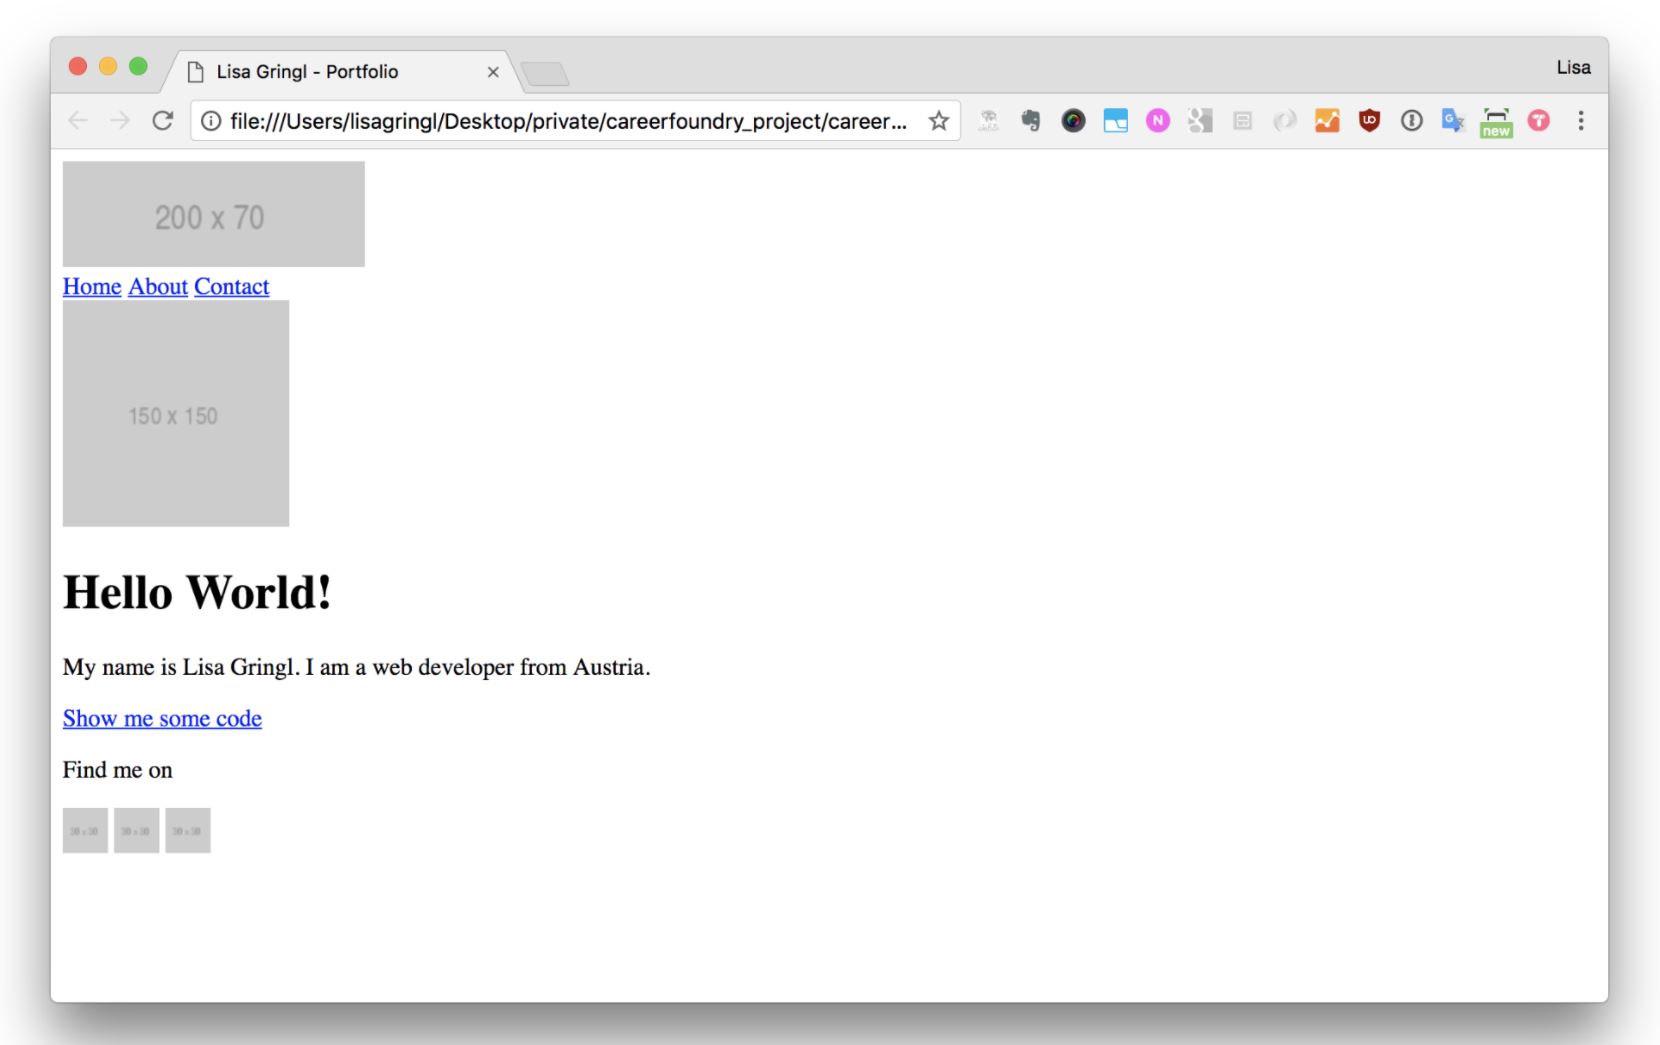 Lisa Gringl - Portfolio
Lisa
file:///Users/lisagringl/Desktop/private/careerfoundry_project/career...
new
200 x 70
Home About Contact
150 x 150
Hello World!
My name is Lisa Gringl. I am a web developer from Austria.
Show me some code
Find me on
30 x 30 30 x 30 30 x 30